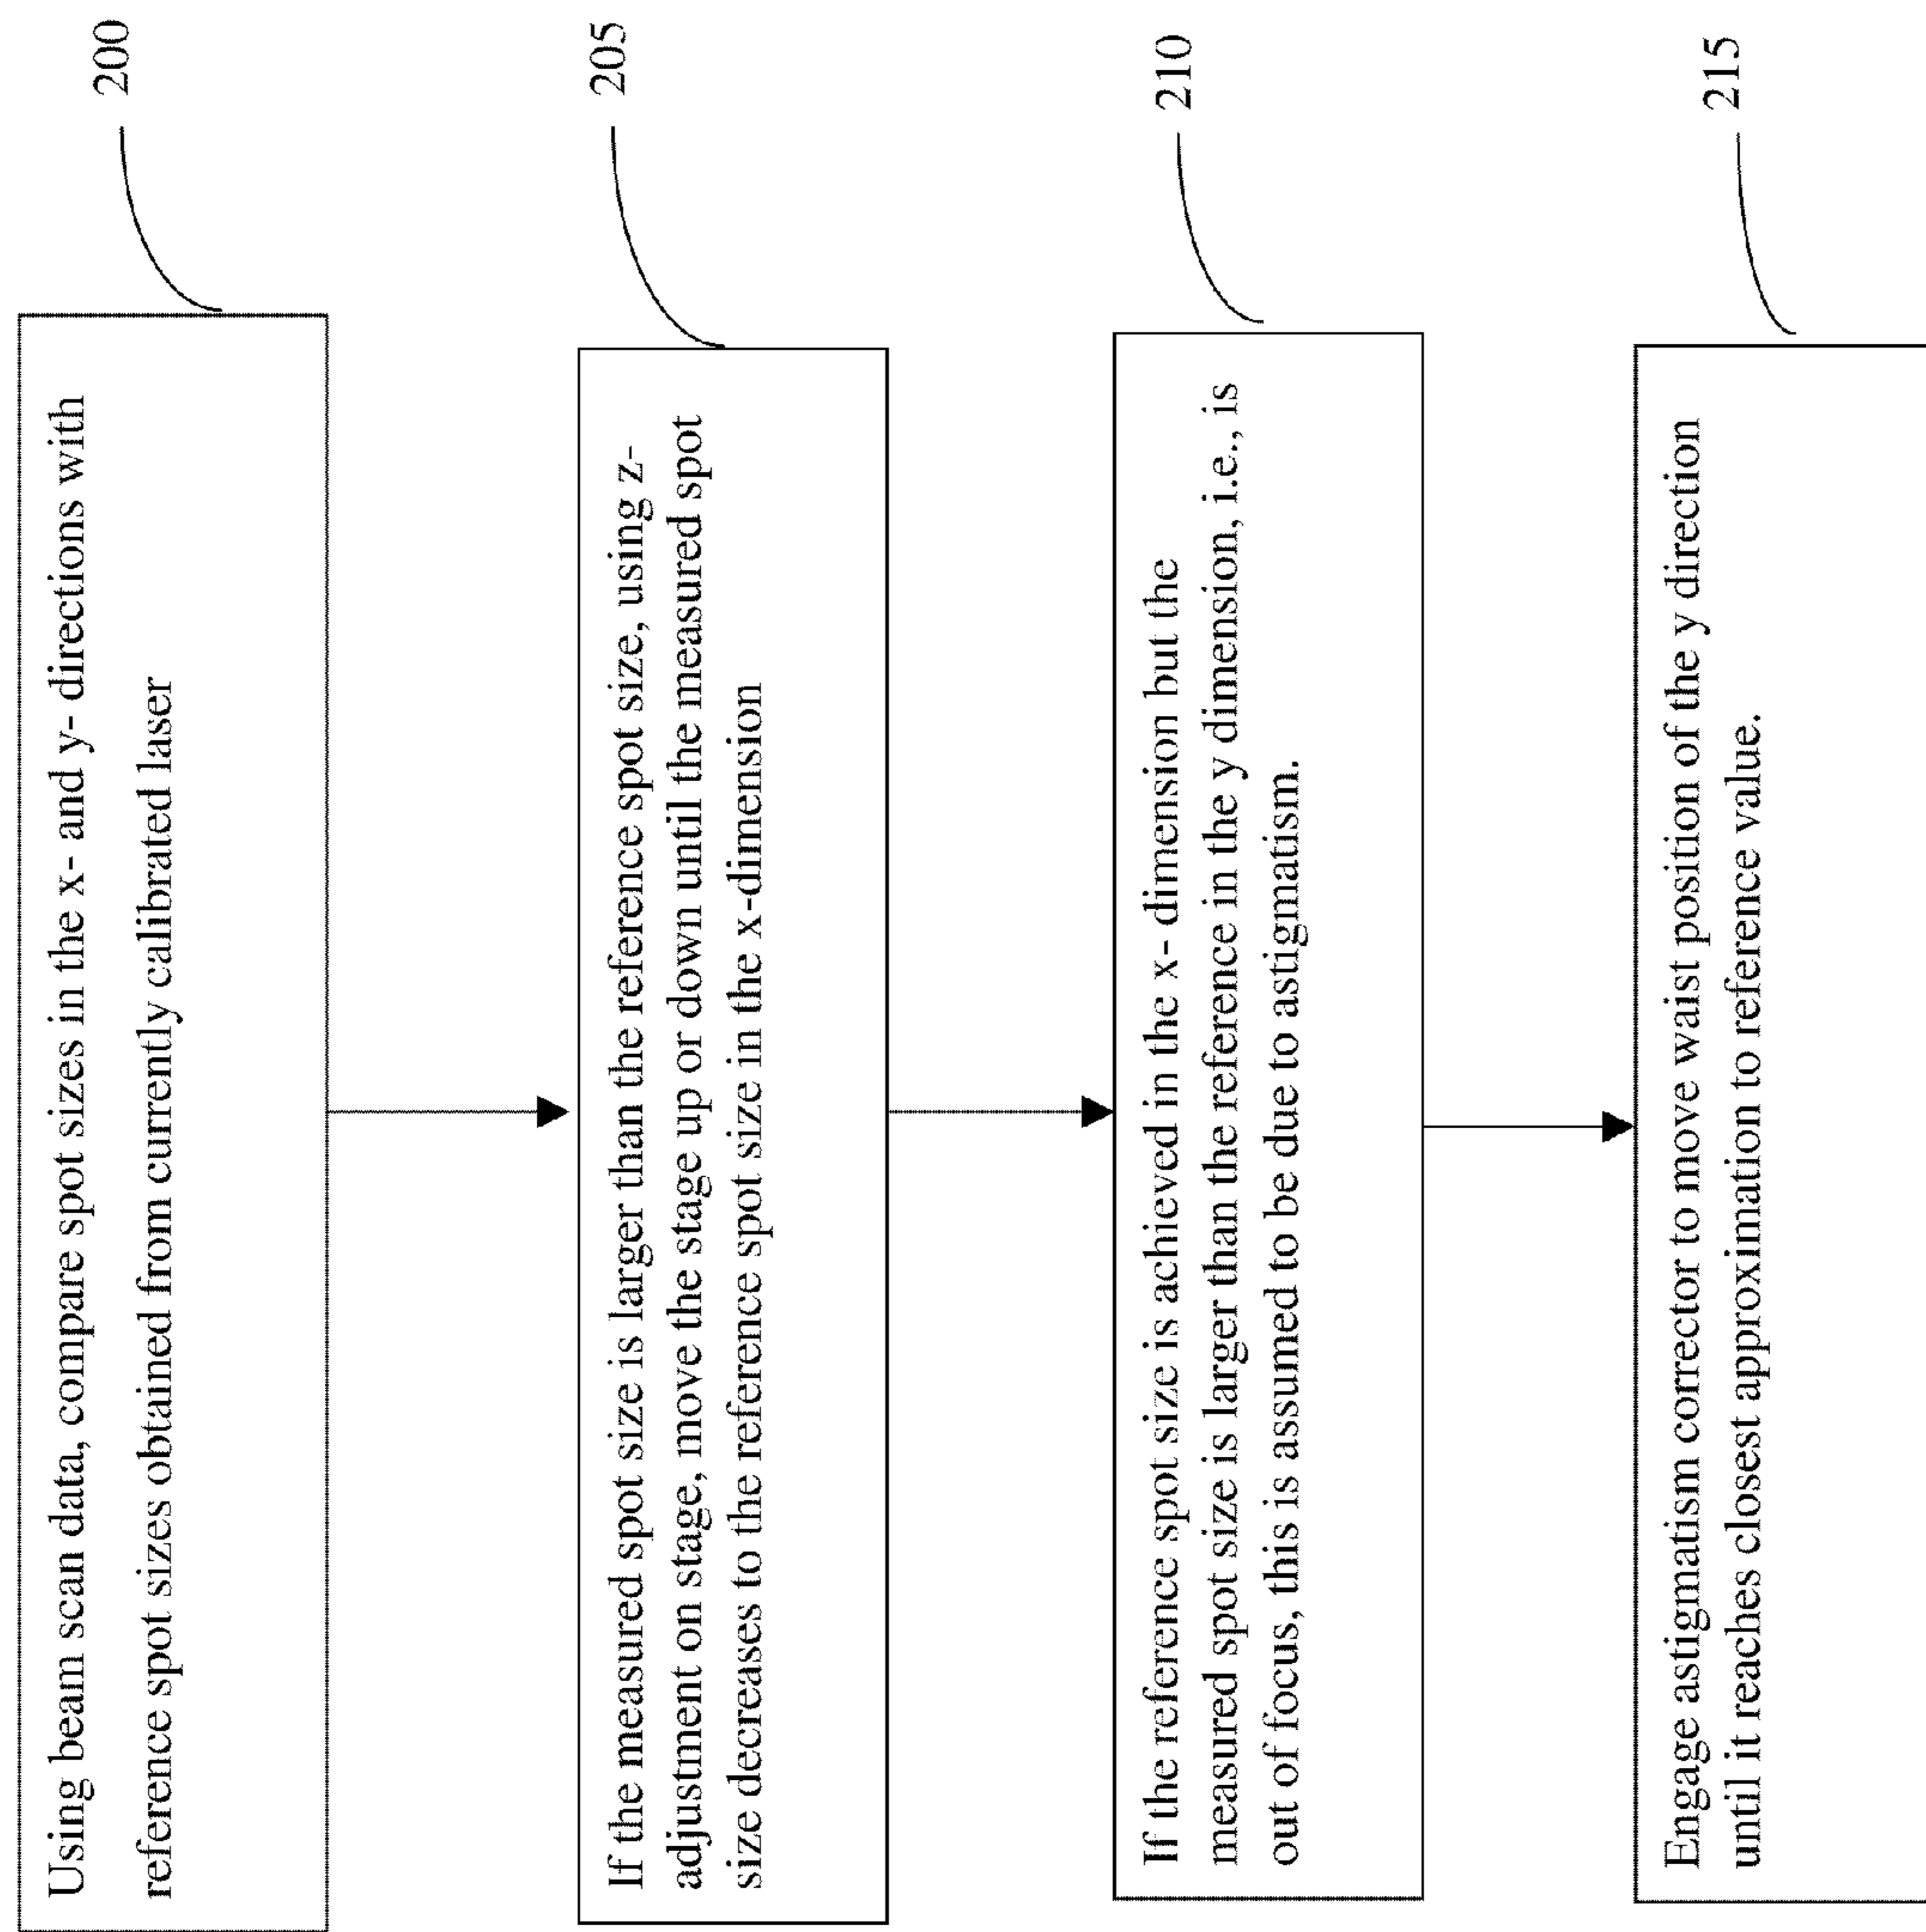 Using beam scan data, compare spot sizes in the x- and y- directions with
reference spot sizes obtained from currently calibrated laser
200
If the measured spot size is larger than the reference spot size, using z-
adjustment on stage, move the stage up or down until the measured spot
size decreases to the reference spot size in the x-dimension
205
If the reference spot size is achieved in the x- dimension but the
measured spot size is larger than the reference in the y dimension, i.e., is
out of focus, this is assumed to be due to astigmatism.
210
Engage astigmatism corrector to move waist position of the y direction
until it reaches closest approximation to reference value.
215